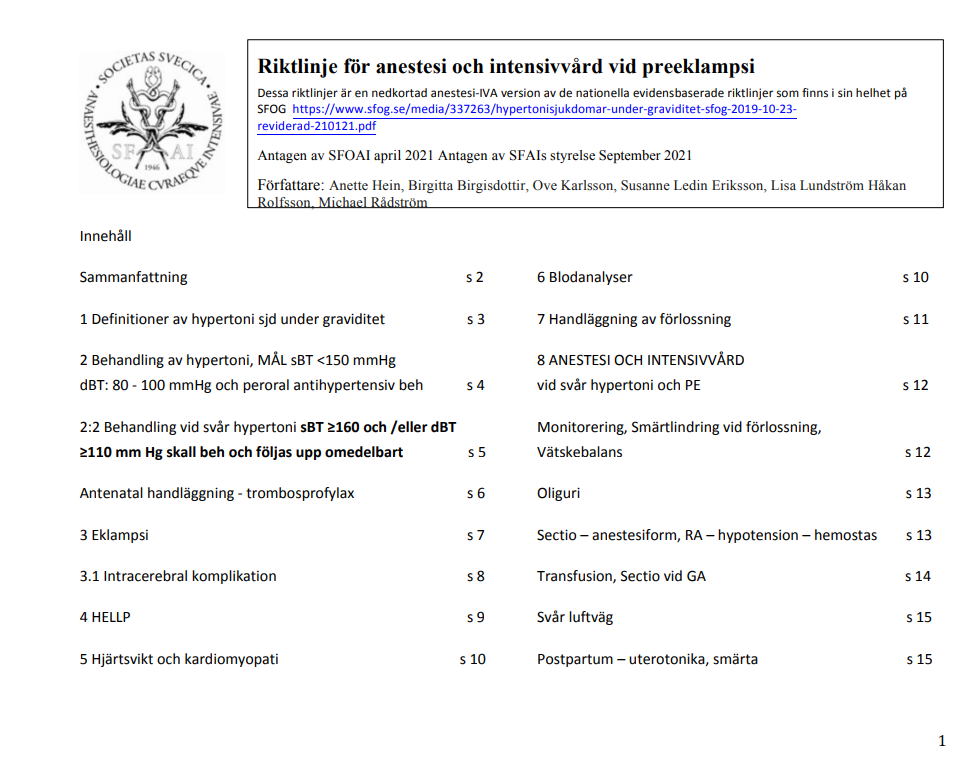 SOCIETAS SVECICA
ANAESTHESIOLOGIAE CVRAEQVE INTENSIVAE
SF AI
1946
Riktlinje för anestesi och intensivvård vid preeklampsi
Dessa riktlinjer är en nedkortad anestesi-IVA version av de nationella evidensbaserade riktlinjer som finns i sin helhet på
SFOG https://www.sfog.se/media/337263/hypertonisjukdomar-under-graviditet-sfog-2019-10-23-
reviderad-210121.pdf
Antagen av SFOAI april 2021 Antagen av SFAIs styrelse September 2021
Författare: Anette Hein, Birgitta Birgisdottir, Ove Karlsson, Susanne Ledin Eriksson, Lisa Lundström Håkan
Rolfsson, Michael Rådström
Innehåll
Sammanfattning s 2
1 Definitioner av hypertoni sjd under graviditet s 3
2 Behandling av hypertoni, MÅL sBT <150 mmHg
dBT: 80 - 100 mmHg och peroral antihypertensiv beh s 4
2:2 Behandling vid svår hypertoni sBT ≥160 och /eller dBT
≥110 mm Hg skall beh och följas upp omedelbart s 5
Antenatal handläggning - trombosprofylax s 6
3 Eklampsi s 7
3.1 Intracerebral komplikation s 8
4 HELLP s 9
5 Hjärtsvikt och kardiomyopati s 10
6 Blodanalyser s 10
7 Handläggning av förlossning s 11
8 ANESTESI OCH INTENSIVVÅRD
vid svår hypertoni och PE s 12
Monitorering, Smärtlindring vid förlossning,
Vätskebalans s 12
Oliguri s 13
Sectio – anestesiform, RA – hypotension – hemostas s 13
Transfusion, Sectio vid GA s 14
Svår luftväg s 15
Postpartum – uterotonika, smärta s 15
1